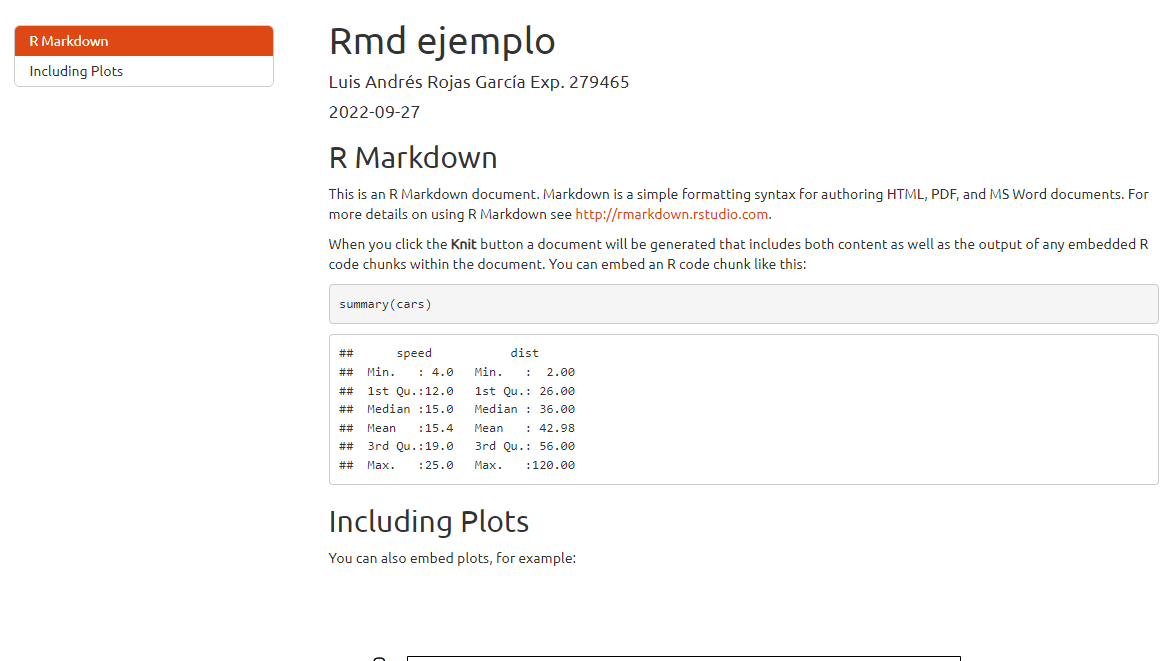 R Markdown
Including Plots
Rmd ejemplo
Luis Andrés Rojas García Exp. 279465
2022-09-27
R Markdown
This is an R Markdown document. Markdown is a simple formatting syntax for authoring HTML, PDF, and MS Word documents. For
more details on using R Markdown see http://rmarkdown.rstudio.com.
When you click the Knit button a document will be generated that includes both content as well as the output of any embedded R
code chunks within the document. You can embed an R code chunk like this:
summary(cars)
##      speed           dist
##  Min.   : 4.0   Min.   :  2.00
##  1st Qu.:12.0   1st Qu.: 26.00
##  Median :15.0   Median : 36.00
##  Mean   :15.4   Mean   : 42.98
##  3rd Qu.:19.0   3rd Qu.: 56.00
##  Max.   :25.0   Max.   :120.00
Including Plots
You can also embed plots, for example: